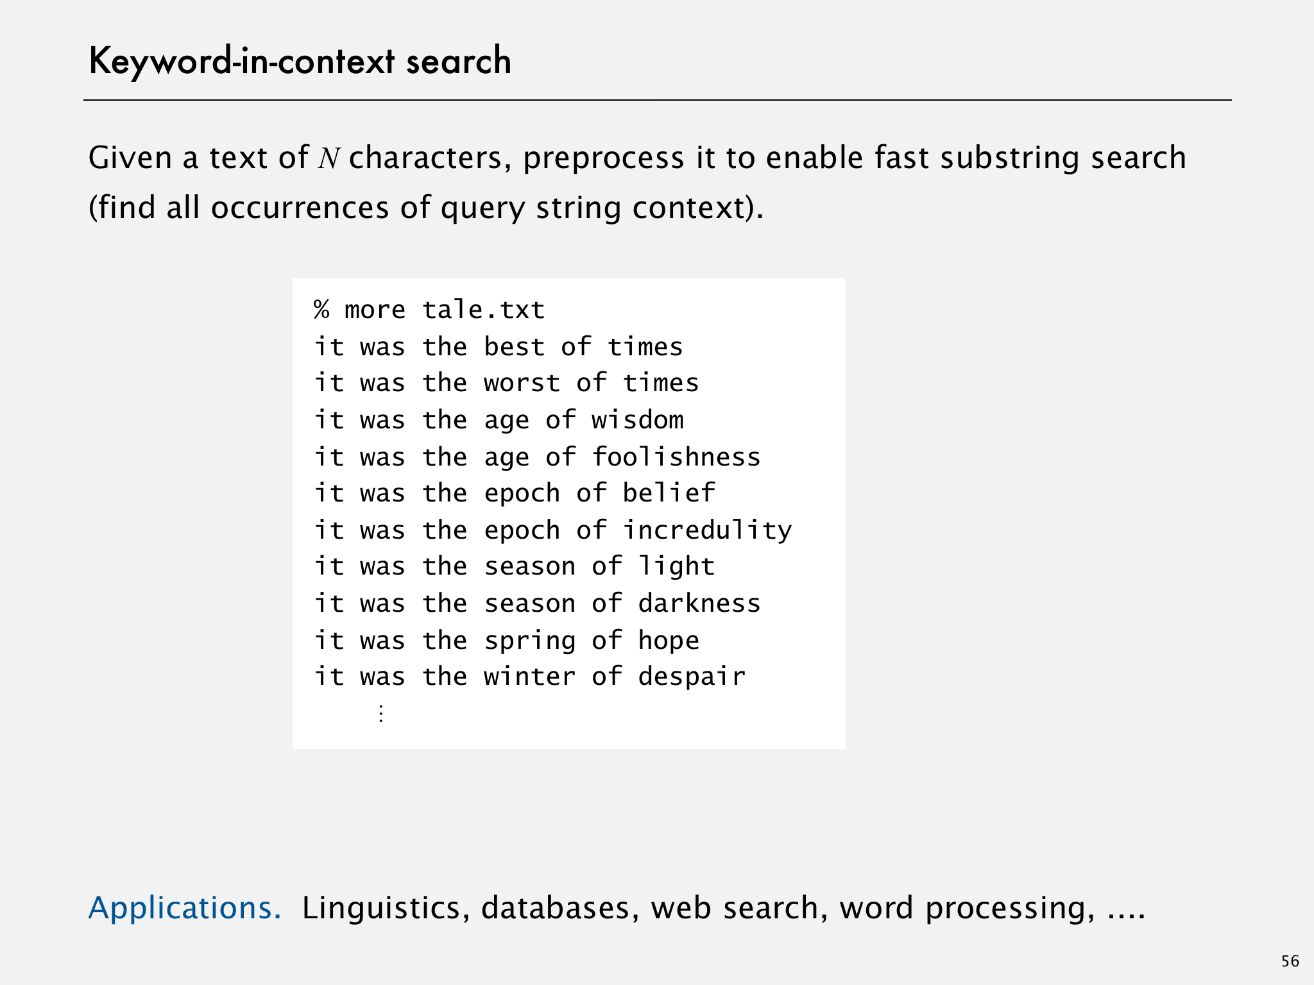 Keyword-in-context search
Given a text of N characters, preprocess it to enable fast substring search
(find all occurrences of query string context).
% more tale.txt
it was the best of times
it was the worst of times
it was the age of wisdom
it was the age of foolishness
it was the epoch of belief
it was the epoch of incredulity
it was the season of light
it was the season of darkness
it was the spring of hope
it was the winter of despair
⋮
Applications. Linguistics, databases, web search, word processing, ….
56